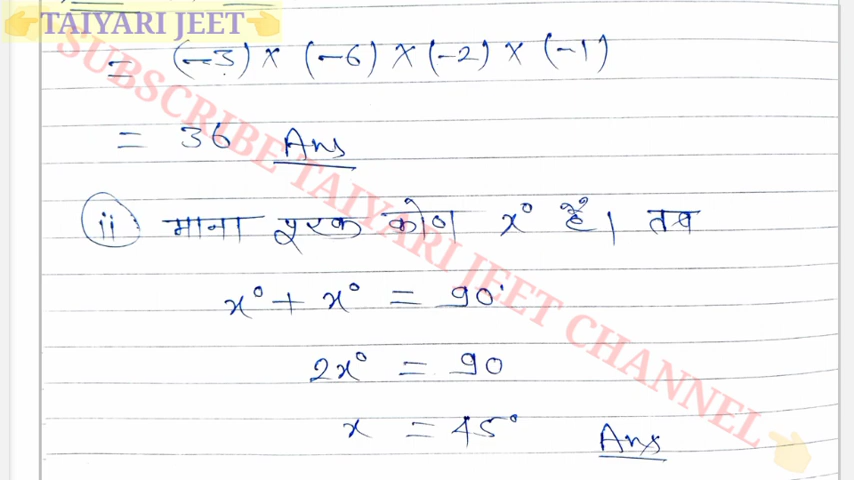 👉TAIYARI JEET👈
= (-3) × (-6) × (-2) × (-1)
= 36 Ans
(ii) माना पूरक कोण x° हैं। तब
x° + x° = 90°
2x° = 90
x = 45° Ans
SUBSCRIBE TAIYARI JEET CHANNEL👈